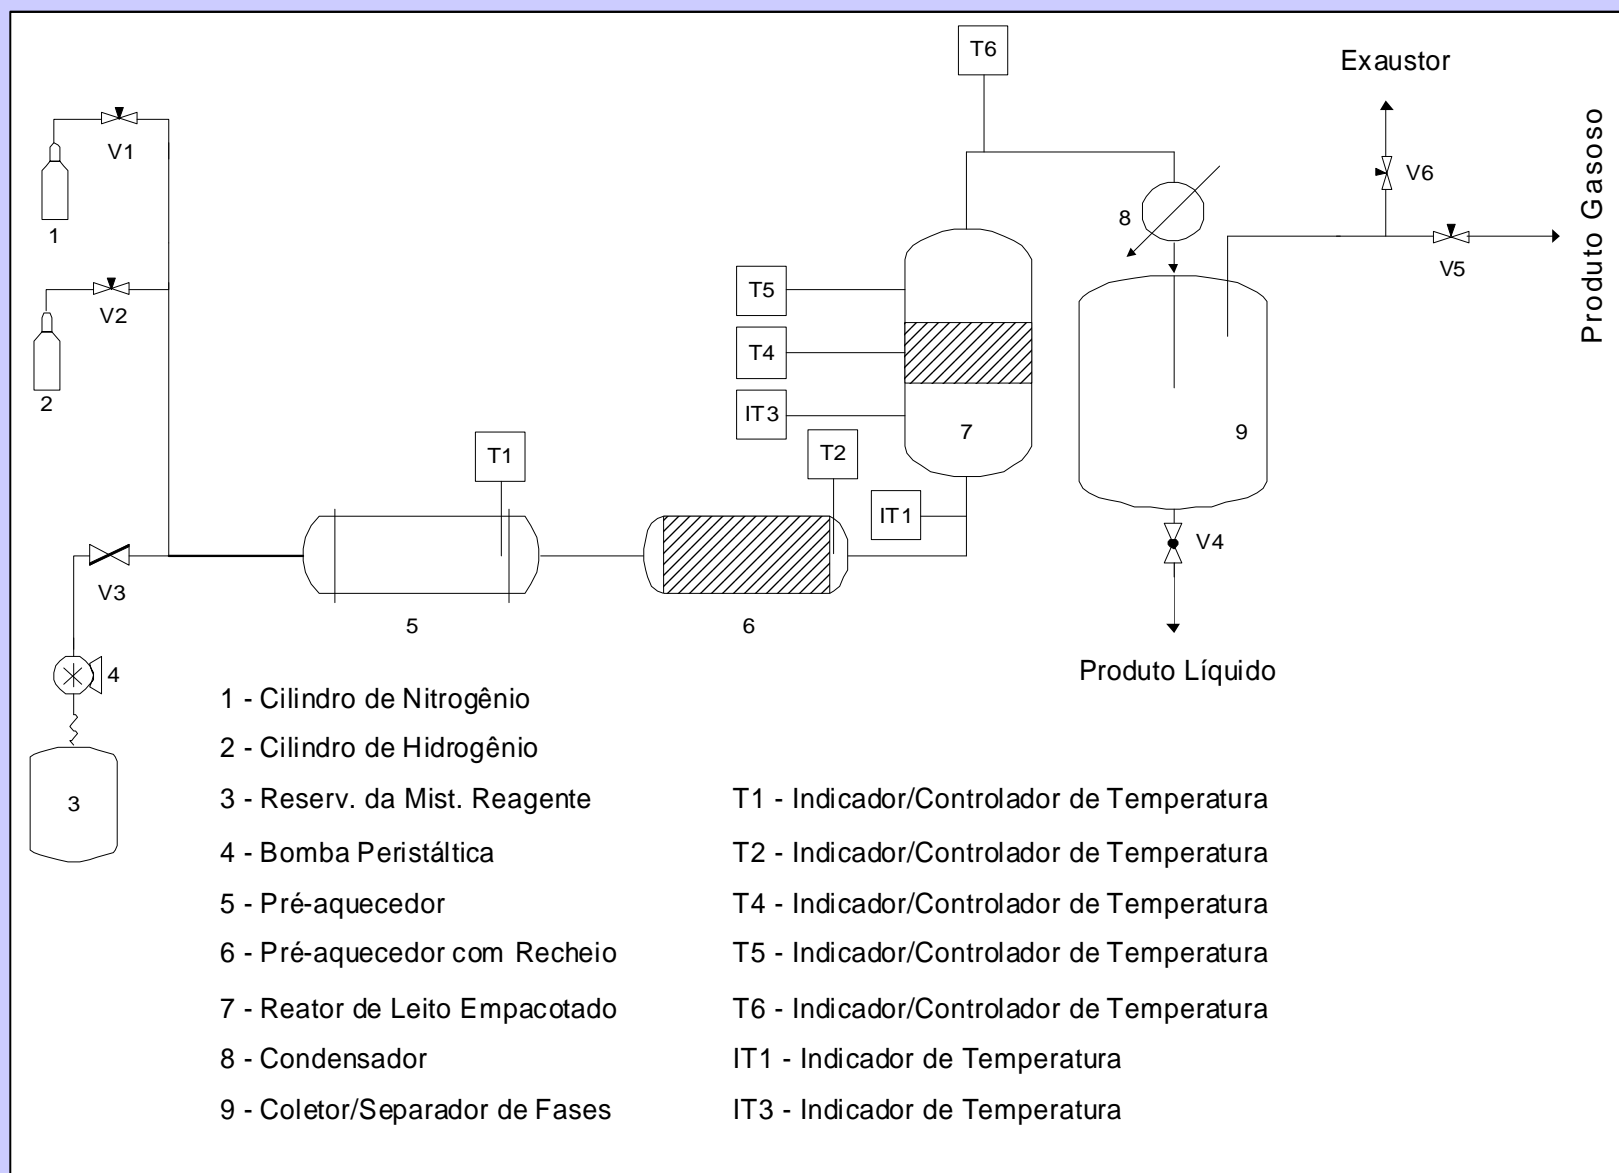 T6
Exaustor
Produto Gasoso
V1
V6
1
8
V5
T5
V2
T4
2
IT3
7
9
T2
T1
IT1
V4
V3
5
6
4
Produto Líquido
3
1 - Cilindro de Nitrogênio
2 - Cilindro de Hidrogênio
3 - Reserv. da Mist. Reagente
4 - Bomba Peristáltica
5 - Pré-aquecedor
6 - Pré-aquecedor com Recheio
7 - Reator de Leito Empacotado
8 - Condensador
9 - Coletor/Separador de Fases
T1 - Indicador/Controlador de Temperatura
T2 - Indicador/Controlador de Temperatura
T4 - Indicador/Controlador de Temperatura
T5 - Indicador/Controlador de Temperatura
T6 - Indicador/Controlador de Temperatura
IT1 - Indicador de Temperatura
IT3 - Indicador de Temperatura